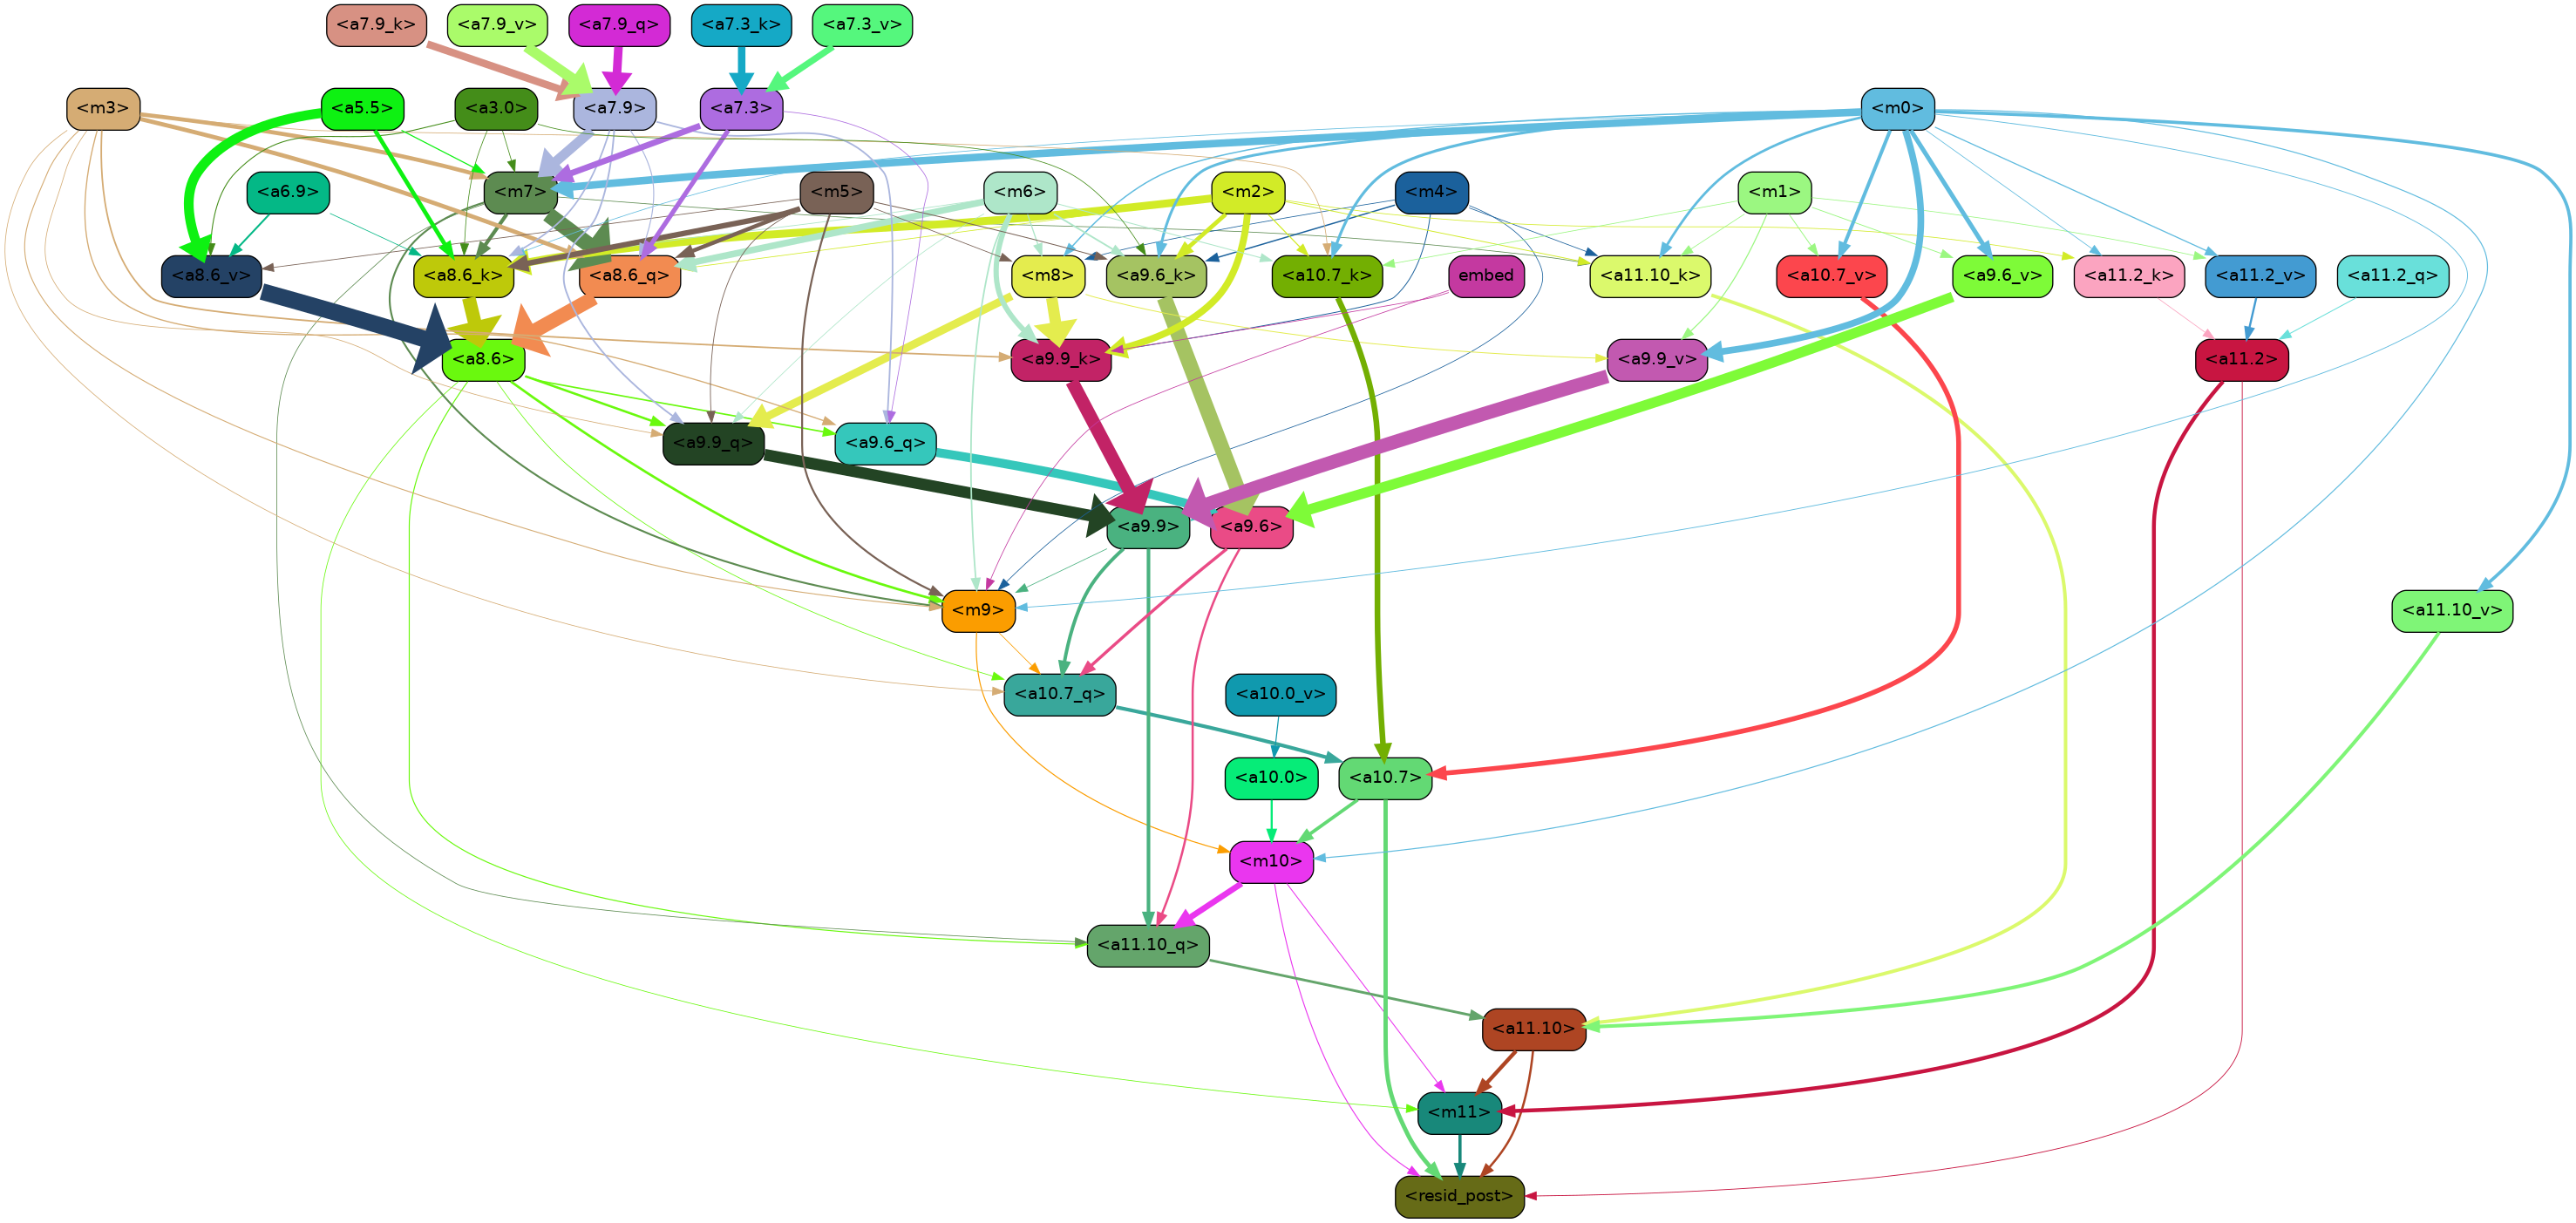 <a7.9_k>
<a7.9_v>
<a7.9_q>
<a7.3_k>
<a7.3_v>
<m3>
<a5.5>
<a3.0>
<a7.9>
<a7.3>
<m0>
<a6.9>
<m7>
<m5>
<m6>
<m2>
<m4>
<m1>
<a8.6_v>
<a8.6_k>
<a8.6_q>
<m8>
<a9.6_k>
<a10.7_k>
embed
<a11.10_k>
<a10.7_v>
<a9.6_v>
<a11.2_k>
<a11.2_v>
<a11.2_q>
<a8.6>
<a9.9_k>
<a9.9_v>
<a11.2>
<a9.9_q>
<a9.6_q>
<a9.9>
<a9.6>
<m9>
<a11.10_v>
<a10.7_q>
<a10.0_v>
<a10.0>
<a10.7>
<m10>
<a11.10_q>
<a11.10>
<m11>
<resid_post>